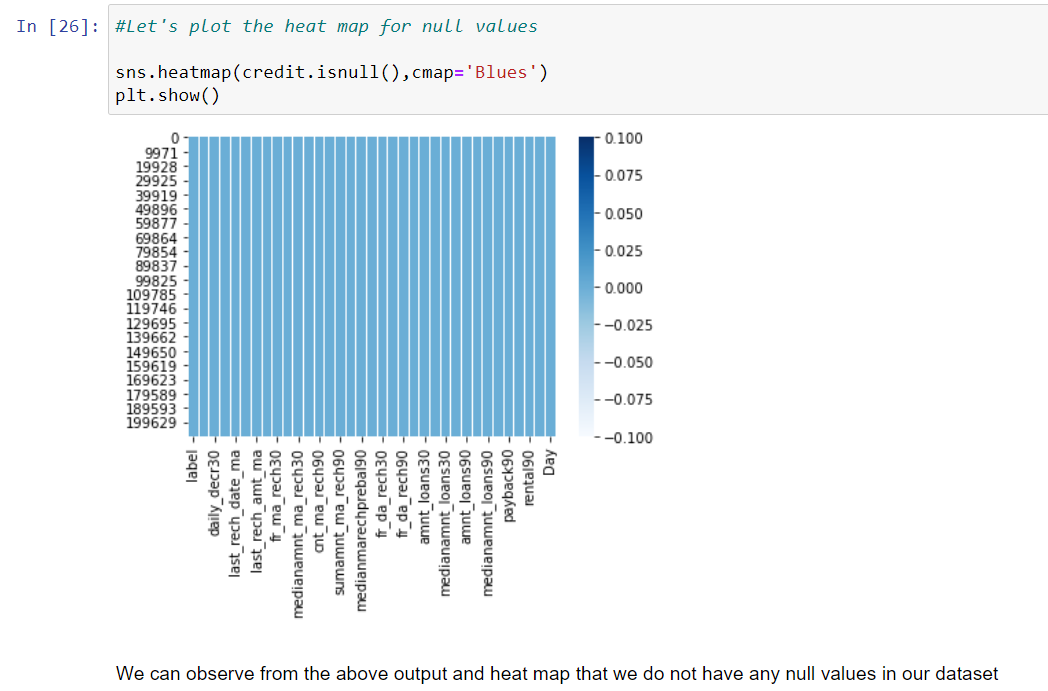 In [26]: #Let's plot the heat map for null values
sns.heatmap(credit.isnull(),cmap='Blues')
plt.show()
0
9971
19928
29925
39919
49896
59877
69864
79854
89837
99825
109785
119746
129695
139662
149650
159619
169623
179589
189593
199629
0.100
0.075
0.050
0.025
0.000
−0.025
−0.050
−0.075
−0.100
label
daily_decr30
last_rech_date_ma
last_rech_amt_ma
fr_ma_rech30
medianamnt_ma_rech30
cnt_ma_rech90
sumamnt_ma_rech90
medianmarechprebal90
fr_da_rech30
fr_da_rech90
amnt_loans30
medianamnt_loans30
amnt_loans90
medianamnt_loans90
payback90
rental90
Day
We can observe from the above output and heat map that we do not have any null values in our dataset